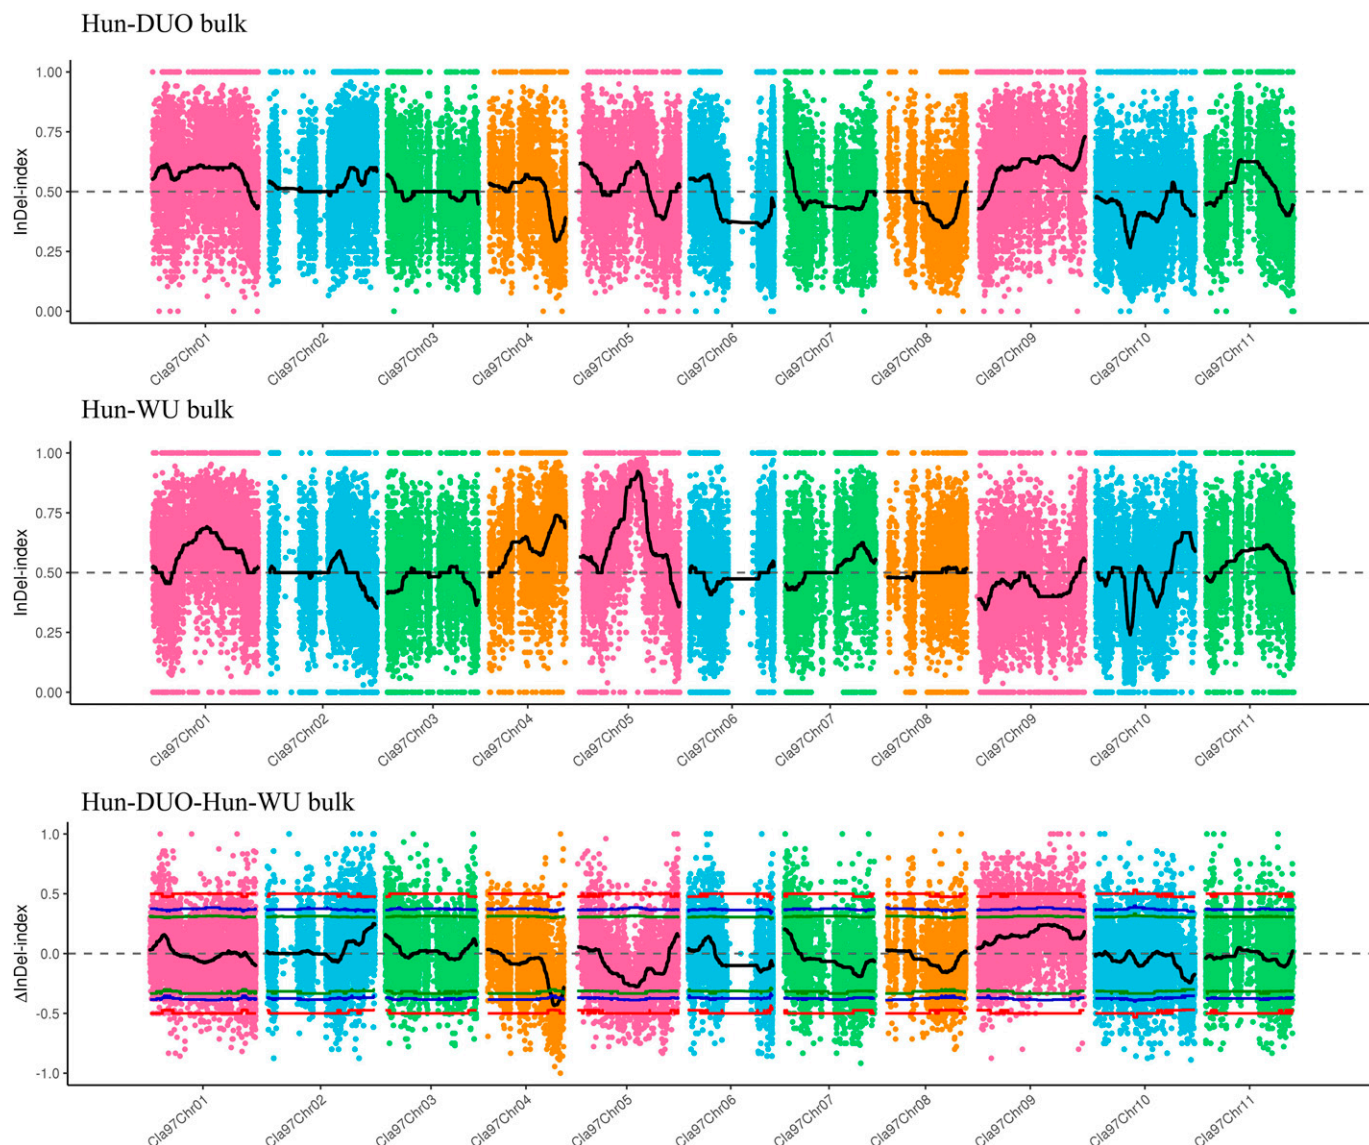 Hun-DUO bulk
1.00
0.75
0.50
0.25
0.00
InDel-index
Cla97Chr01
Cla97Chr02
Cla97Chr03
Cla97Chr04
Cla97Chr05
Cla97Chr06
Cla97Chr07
Cla97Chr08
Cla97Chr09
Cla97Chr10
Cla97Chr11
Hun-WU bulk
1.00
0.75
0.50
0.25
0.00
InDel-index
Cla97Chr01
Cla97Chr02
Cla97Chr03
Cla97Chr04
Cla97Chr05
Cla97Chr06
Cla97Chr07
Cla97Chr08
Cla97Chr09
Cla97Chr10
Cla97Chr11
Hun-DUO-Hun-WU bulk
1.0
0.5
0.0
-0.5
-1.0
ΔInDel-index
Cla97Chr01
Cla97Chr02
Cla97Chr03
Cla97Chr04
Cla97Chr05
Cla97Chr06
Cla97Chr07
Cla97Chr08
Cla97Chr09
Cla97Chr10
Cla97Chr11